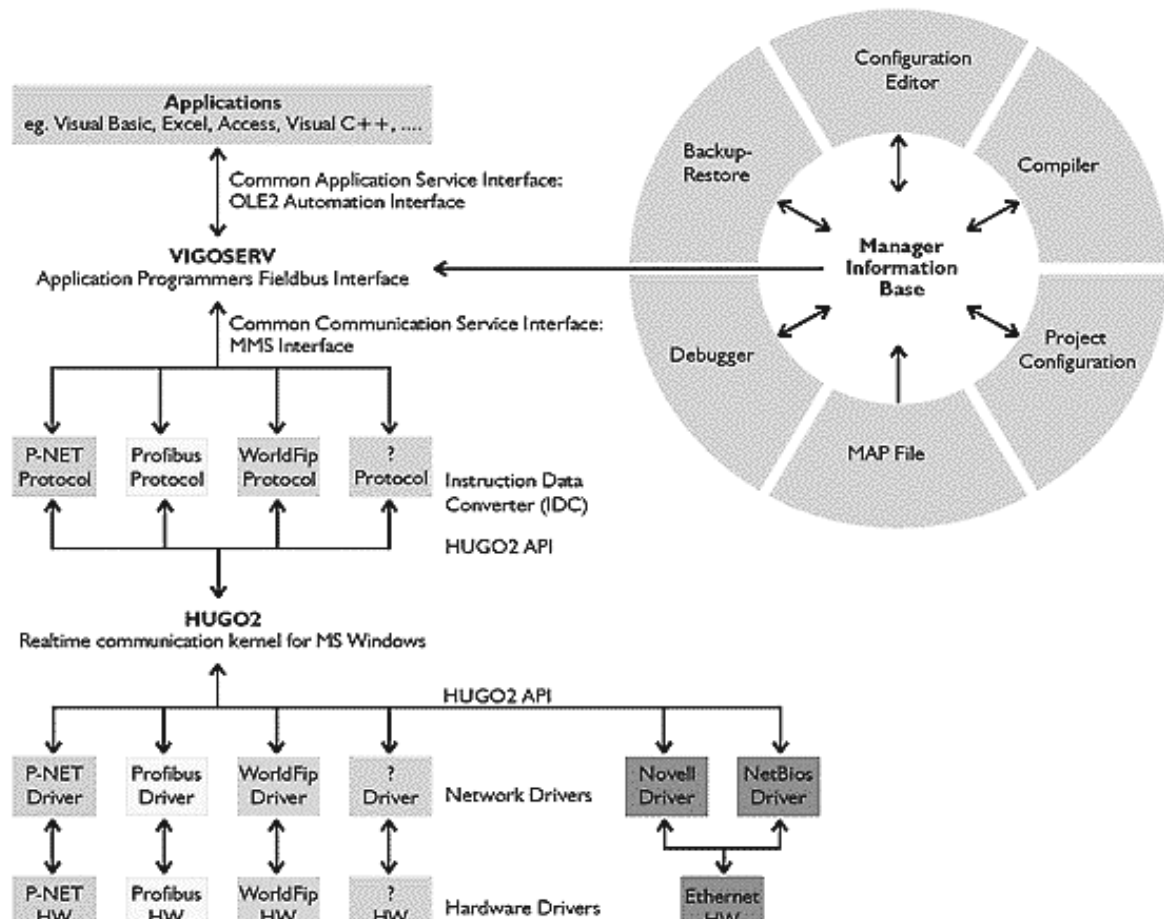 Applications
eg. Visual Basic, Excel, Access, Visual C++, ....
Common Application Service Interface:
OLE2 Automation Interface
VIGOSERV
Application Programmers Fieldbus Interface
Common Communication Service Interface:
MMS Interface
P-NET
Protocol
Profibus
Protocol
WorldFip
Protocol
?
Protocol
Instruction Data
Converter (IDC)
HUGO2 API
HUGO2
Realtime communication kernel for MS Windows
HUGO2 API
P-NET
Driver
Profibus
Driver
WorldFip
Driver
?
Driver
Network Drivers
Novell
Driver
NetBios
Driver
P-NET
HW
Profibus
HW
WorldFip
HW
?
HW
Hardware Drivers
Ethernet
HW
Configuration
Editor
Backup-
Restore
Compiler
Manager
Information
Base
Debugger
Project
Configuration
MAP File